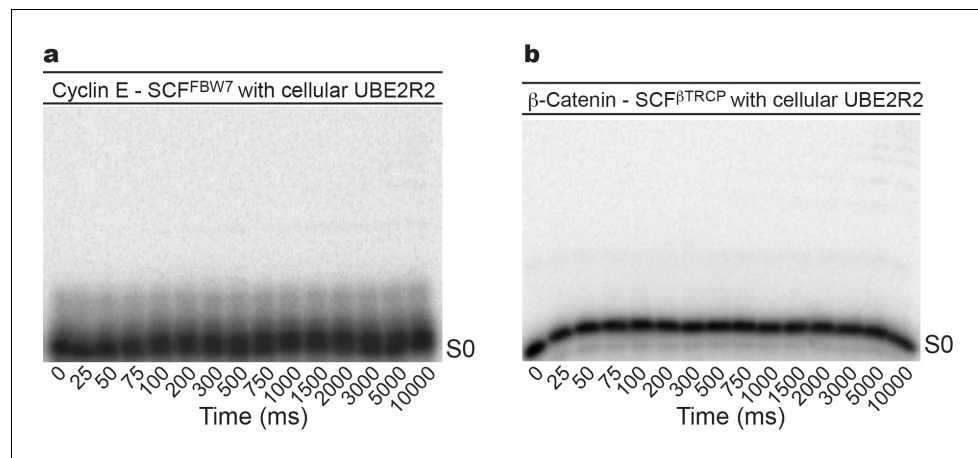 a
Cyclin E - SCFFBW7 with cellular UBE2R2
S0
0 25 50 75 100 200 300 500 750 1000 1500 2000 3000 5000 10000
Time (ms)
b
β-Catenin - SCFβTRCP with cellular UBE2R2
S0
0 25 50 75 100 200 300 500 750 1000 1500 2000 3000 5000 10000
Time (ms)